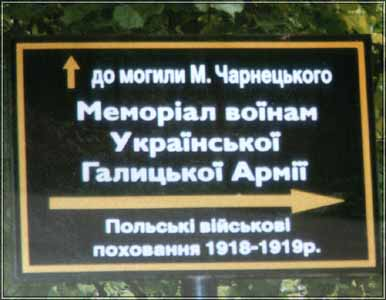 до могили М. Чарнецького
Меморіал воїнам
Української
Галицької Армії
Польські військові
поховання 1918-1919р.